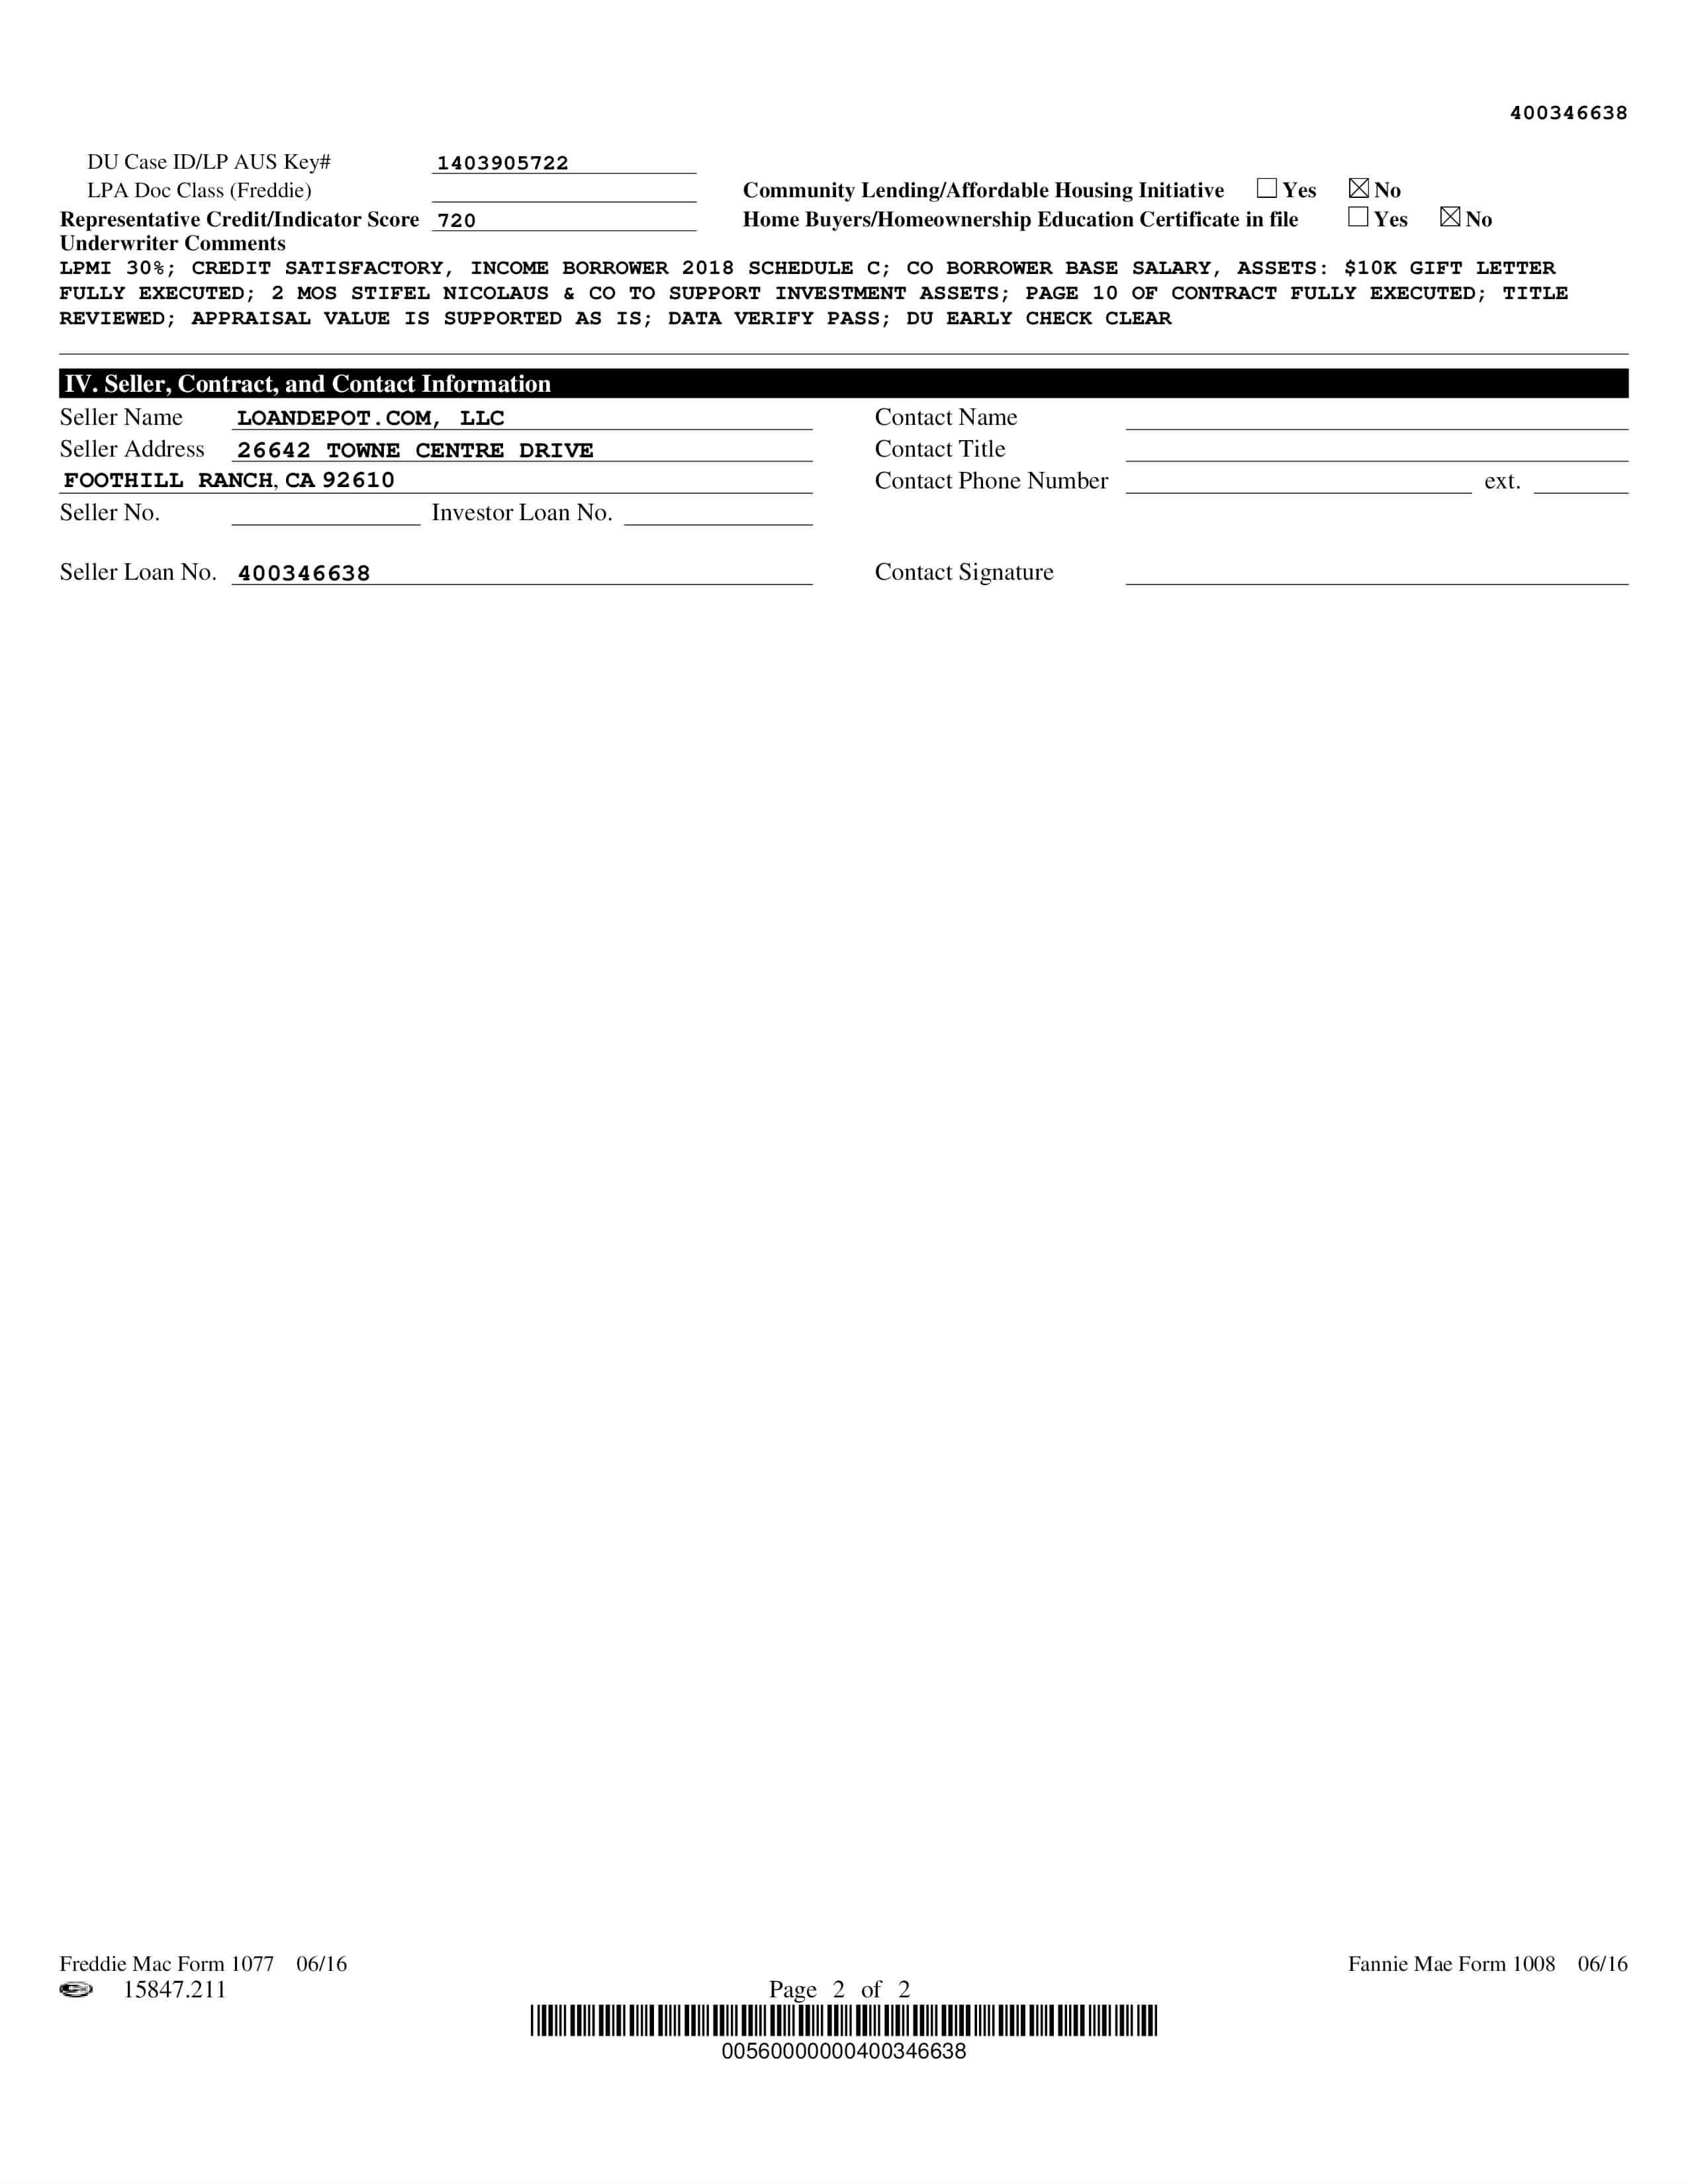 400346638
DU Case ID/LP AUS Key# 1403905722
LPA Doc Class (Freddie) Community Lending/Affordable Housing Initiative Yes No
Representative Credit/Indicator Score 720 Home Buyers/Homeownership Education Certificate in file Yes No
Underwriter Comments
LPMI 30%; CREDIT SATISFACTORY, INCOME BORROWER 2018 SCHEDULE C; CO BORROWER BASE SALARY, ASSETS: $10K GIFT LETTER
FULLY EXECUTED; 2 MOS STIFEL NICOLAUS & CO TO SUPPORT INVESTMENT ASSETS; PAGE 10 OF CONTRACT FULLY EXECUTED; TITLE
REVIEWED; APPRAISAL VALUE IS SUPPORTED AS IS; DATA VERIFY PASS; DU EARLY CHECK CLEAR
IV. Seller, Contract, and Contact Information
Seller Name LOANDEPOT.COM, LLC Contact Name
Seller Address 26642 TOWNE CENTRE DRIVE Contact Title
FOOTHILL RANCH, CA 92610 Contact Phone Number ext.
Seller No. Investor Loan No.
Seller Loan No. 400346638 Contact Signature
Freddie Mac Form 1077 06/16 Fannie Mae Form 1008 06/16
15847.211 Page 2 of 2
00560000000400346638